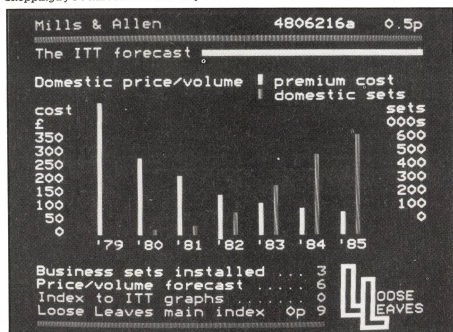 Mills & Allen 4806216a 0.5p
The ITT forecast
Domestic price/volume premium cost
domestic sets
cost sets
£ 000s
350 600
300 500
250 400
200 300
150 200
100 100
50 0
0
'79 '80 '81 '82 '83 '84 '85
Business sets installed ... 3
Price/volume forecast ..... 6
Index to ITT graphs ....... 0
Loose Leaves main index 0p 9
LOOSE
LEAVES